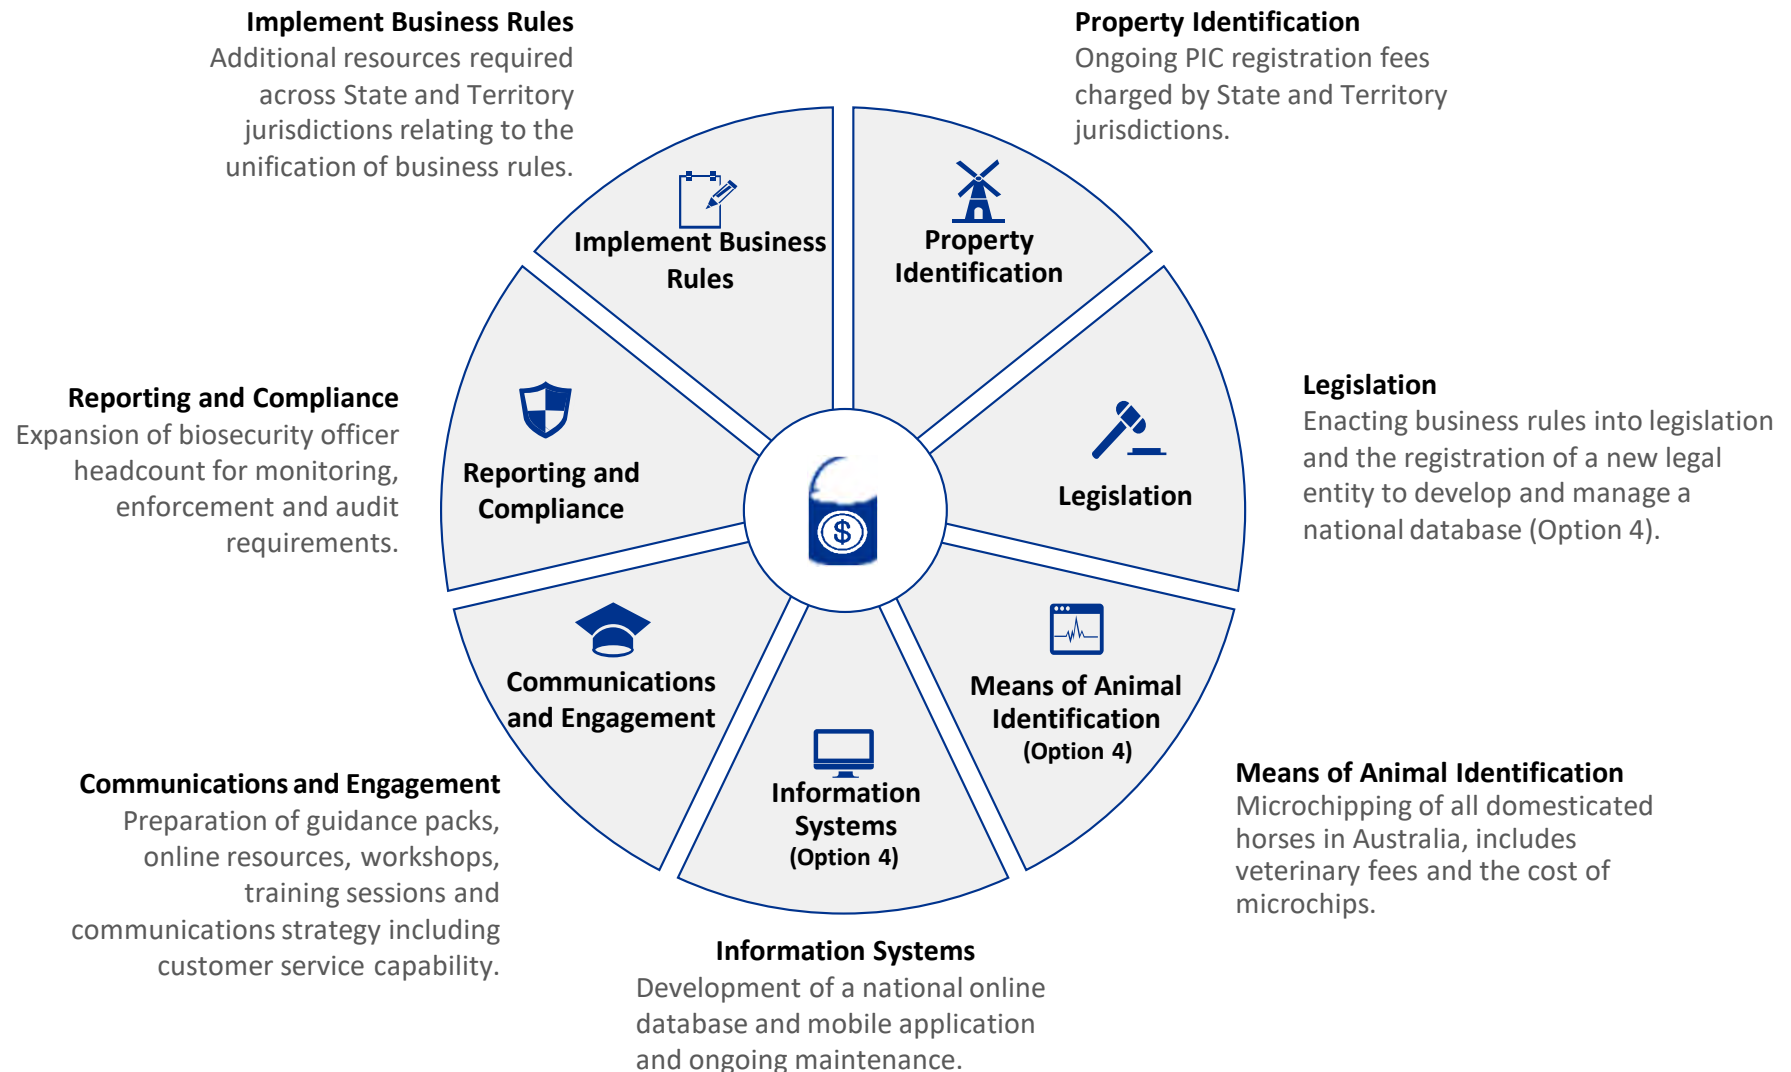 Implement Business Rules
Additional resources required
across State and Territory
jurisdictions relating to the
unification of business rules.
Property Identification
Ongoing PIC registration fees
charged by State and Territory
jurisdictions.
Implement Business
Rules
Property
Identification
Reporting and Compliance
Expansion of biosecurity officer
headcount for monitoring,
enforcement and audit
requirements.
Reporting and
Compliance
$
Legislation
Legislation
Enacting business rules into legislation
and the registration of a new legal
entity to develop and manage a
national database (Option 4).
Communications
and Engagement
Information
Systems
(Option 4)
Means of Animal
Identification
(Option 4)
Communications and Engagement
Preparation of guidance packs,
online resources, workshops,
training sessions and
communications strategy including
customer service capability.
Means of Animal Identification
Microchipping of all domesticated
horses in Australia, includes
veterinary fees and the cost of
microchips.
Information Systems
Development of a national online
database and mobile application
and ongoing maintenance.